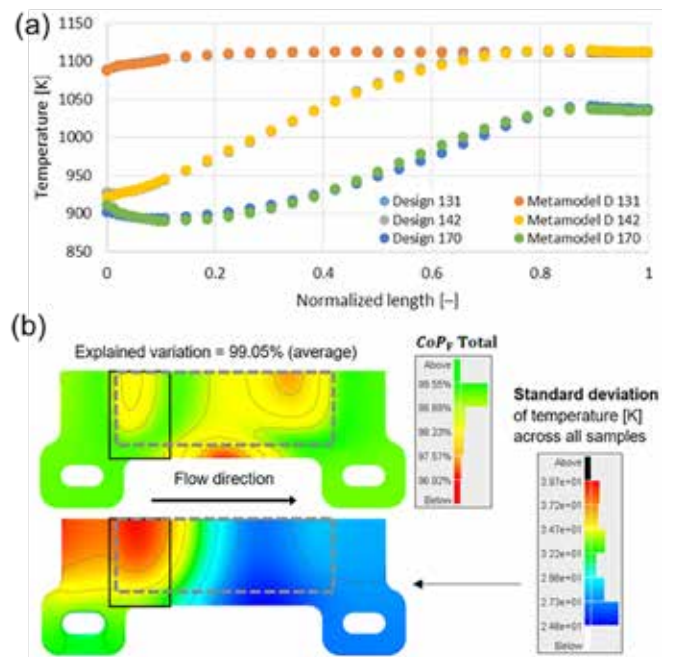 (a)
1150
1100
1050
1000
950
900
850
Temperature [K]
Design 131
Metamodel D 131
Design 142
Metamodel D 142
Design 170
Metamodel D 170
0
0.2
0.4
0.6
0.8
1
Normalized length [–]
(b)
Explained variation = 99.05% (average)
CoP_F Total
Above
99.55%
98.89%
98.23%
97.57%
96.92%
Below
Flow direction
Standard deviation
of temperature [K]
across all samples
Above
3.97e+01
3.72e+01
3.47e+01
3.22e+01
2.98e+01
2.73e+01
2.48e+01
Below